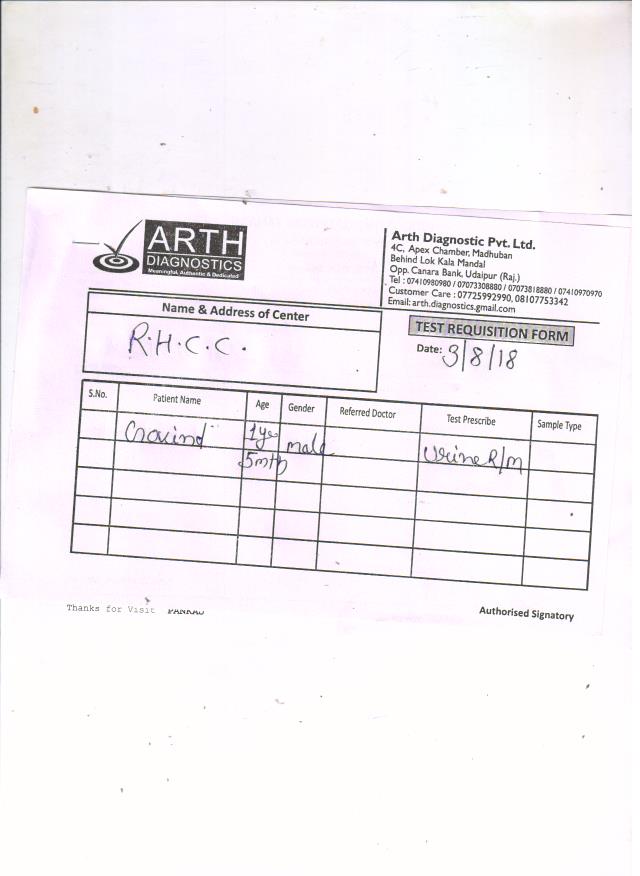 ARTH
DIAGNOSTICS
Meaningful, Authentic & Dedicated
Arth Diagnostic Pvt. Ltd.
4C, Apex Chamber, Madhuban
Behind Lok Kala Mandal
Opp. Canara Bank, Udaipur (Raj.)
Tel : 07410980980 / 07073308880 / 07073818880 / 07410970970
Customer Care : 07725992990, 08107753342
Email: arth.diagnostics.gmail.com
Name & Address of Center
R.H.C.C.
TEST REQUISITION FORM
Date: 3/8/18
S.No. Patient Name Age Gender Referred Doctor Test Prescribe Sample Type
1ye male Urine R/M
5mth
Thanks for Visit PANKAJ
Authorised Signatory